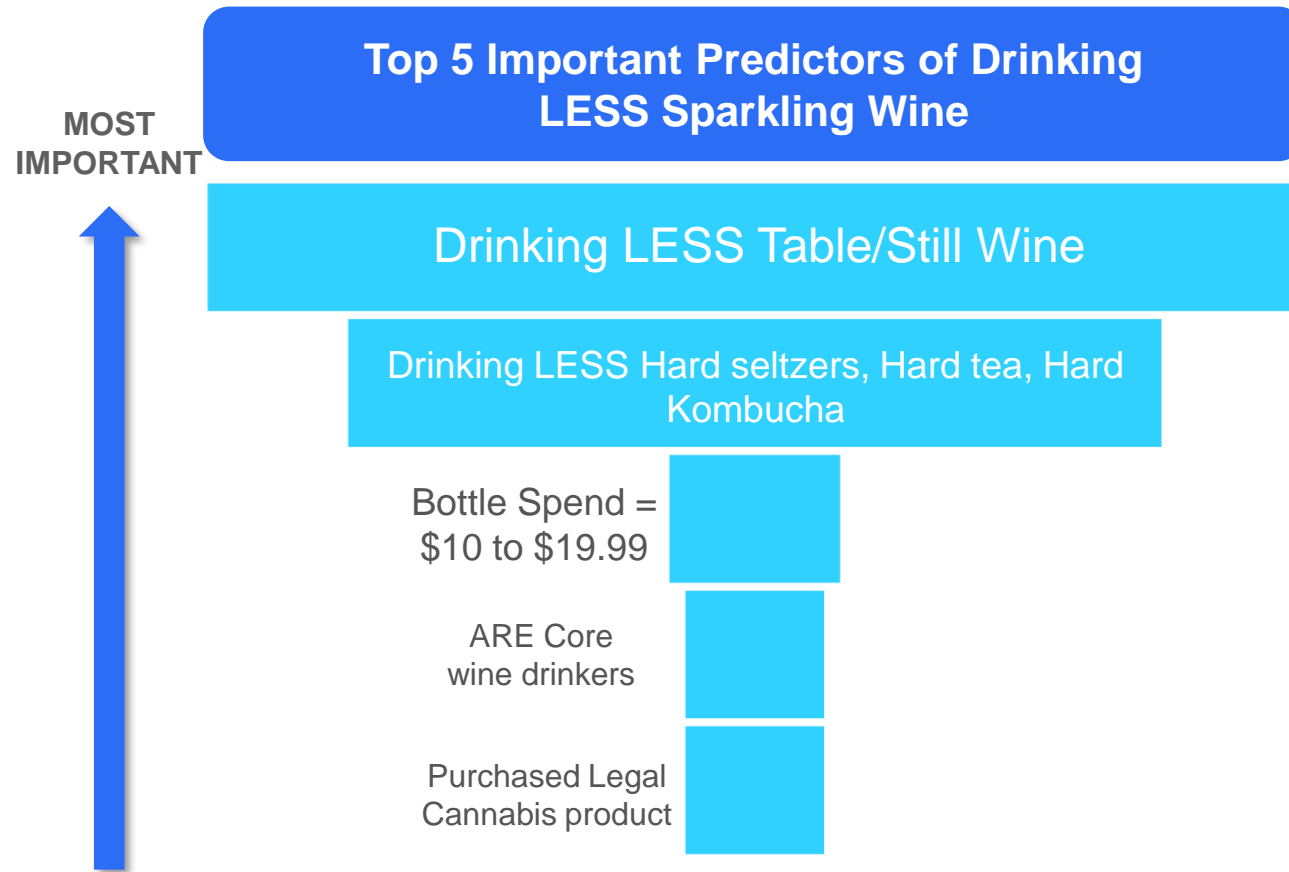 Top 5 Important Predictors of Drinking
LESS Sparkling Wine
MOST
IMPORTANT
Drinking LESS Table/Still Wine
Drinking LESS Hard seltzers, Hard tea, Hard
Kombucha
Bottle Spend =
$10 to $19.99
ARE Core
wine drinkers
Purchased Legal
Cannabis product